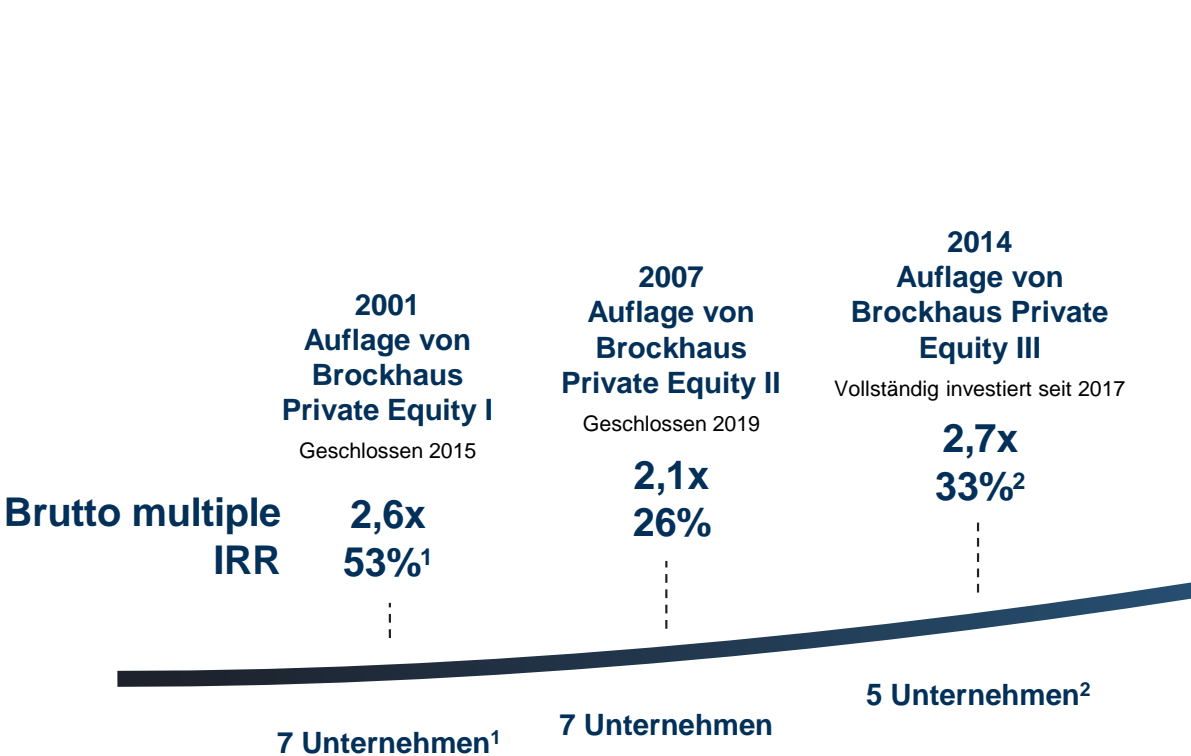 2001
Auflage von
Brockhaus
Private Equity I
Geschlossen 2015
2007
Auflage von
Brockhaus
Private Equity II
Geschlossen 2019
2014
Auflage von
Brockhaus Private
Equity III
Vollständig investiert seit 2017
Brutto multiple
IRR
2,6x
53%¹
2,1x
26%
2,7x
33%²
7 Unternehmen¹
7 Unternehmen
5 Unternehmen²